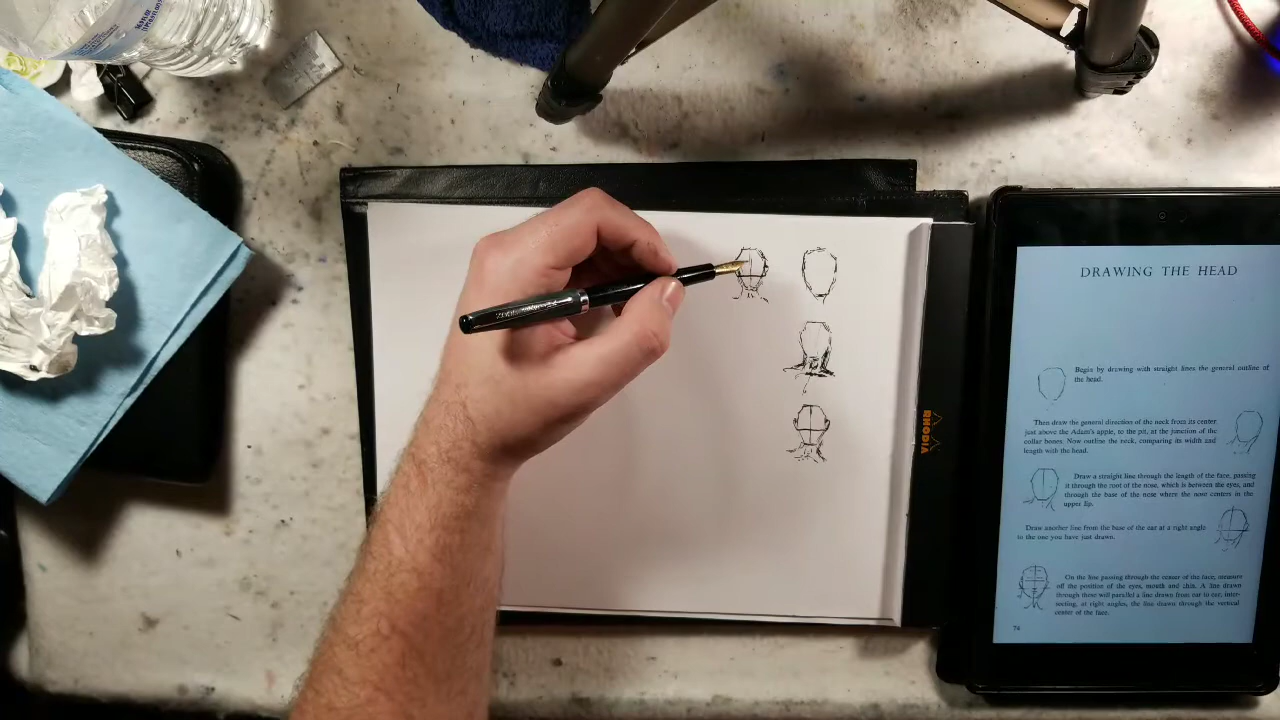 DRAWING THE HEAD
Begin by drawing with straight lines the general outline of
the head.
Then draw the general direction of the neck from its center
just above the Adam's apple, to the pit, at the junction of the
collar bones. Now outline the neck, comparing its width and
length with the head.
Draw a straight line through the length of the face, passing
it through the root of the nose, which is between the eyes, and
through the base of the nose where the nose centers in the
upper lip.
Draw another line from the base of the ear at a right angle
to the one you have just drawn.
On the line passing through the center of the face, measure
off the position of the eyes, mouth and chin. A line drawn
through these will parallel a line drawn from ear to ear, inter-
secting, at right angles, the line drawn through the vertical
center of the face.
74
RHODIA